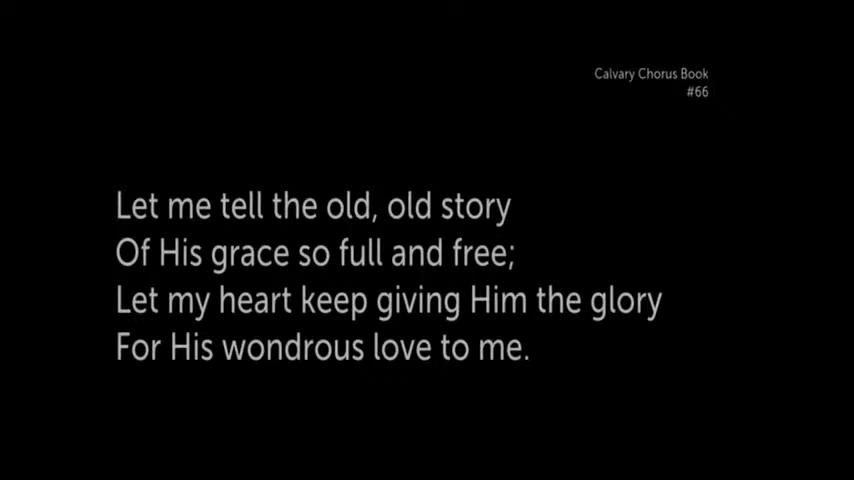 Calvary Chorus Book
#66
Let me tell the old, old story
Of His grace so full and free;
Let my heart keep giving Him the glory
For His wondrous love to me.